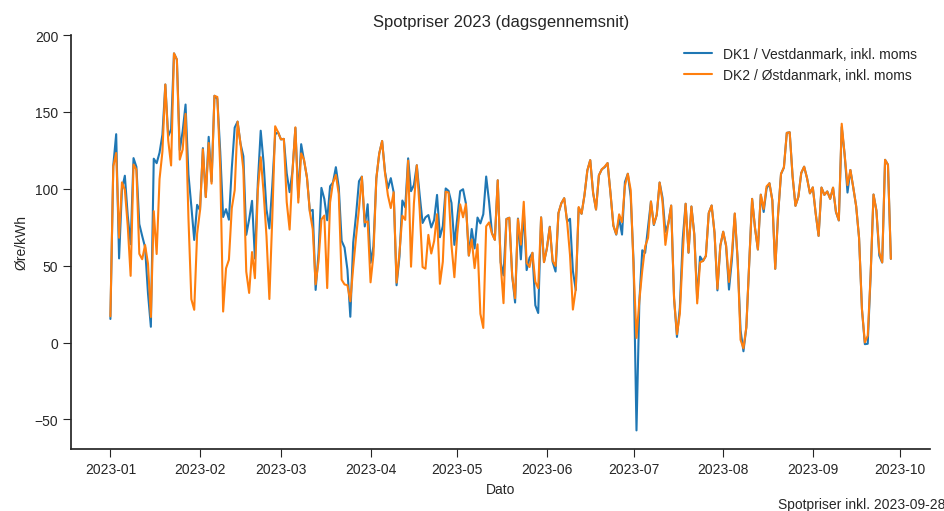 Spotpriser 2023 (dagsgennemsnit)
DK1 / Vestdanmark, inkl. moms
DK2 / Østdanmark, inkl. moms
Øre/kWh
200
150
100
50
0
−50
2023-01 2023-02 2023-03 2023-04 2023-05 2023-06 2023-07 2023-08 2023-09 2023-10
Dato
Spotpriser inkl. 2023-09-28